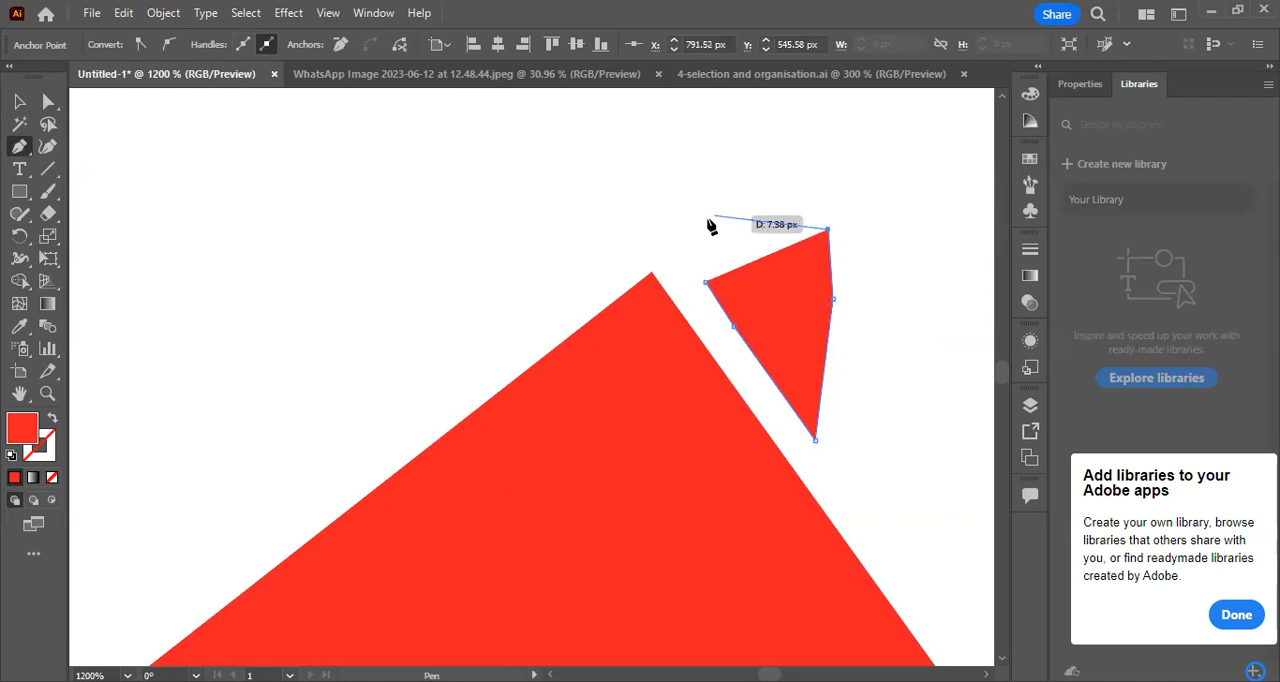 Ai File Edit Object Type Select Effect View Window Help Share
Anchor Point Convert: Handles: Anchors: X: 791.52 px Y: 545.58 px W: 0 px H: 0 px
Untitled-1* @ 1200 % (RGB/Preview) × WhatsApp Image 2023-06-12 at 12.48.44.jpeg @ 30.96 % (RGB/Preview) × 4-selection and organisation.ai @ 300 % (RGB/Preview) ×
Properties Libraries
+ Create new library
Your Library
D: 7.38 px
Inspire and speed up your work with
ready-made libraries.
Explore libraries
Add libraries to your
Adobe apps
Create your own library, browse
libraries that others share with
you, or find readymade libraries
created by Adobe.
Done
1200% 0° 1 Pen